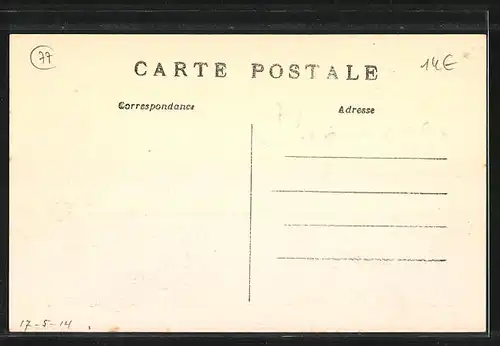 77
CARTE POSTALE
14€
Correspondance
Adresse
17-5-14